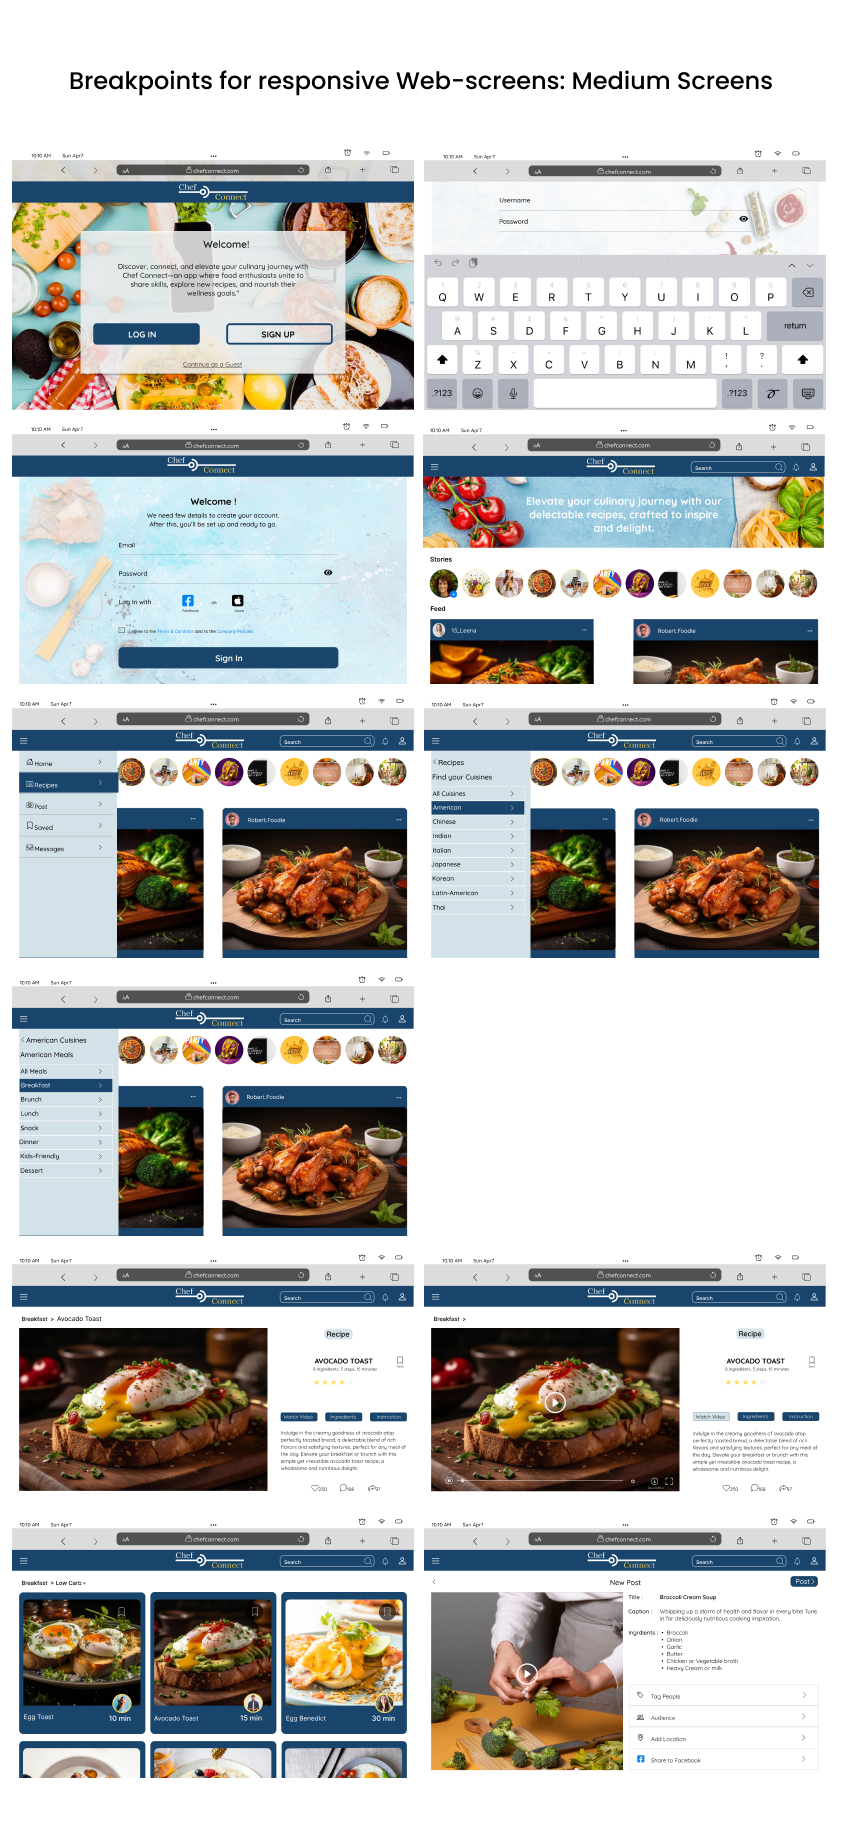 Breakpoints for responsive Web-screens: Medium Screens
10:10 AM Sun Apr7
AA chefconnect.com
Chef Connect
Welcome!
Discover, connect, and elevate your culinary journey with
Chef Connect—an app where food enthusiasts unite to
share skills, explore new recipes, and nourish their
wellness goals."
LOG IN SIGN UP
Continue as a Guest
10:10 AM Sun Apr7
AA chefconnect.com
Username
Password
Q W E R T Y U I O P
A S D F G H J K L return
Z X C V B N M ! , ? .
.?123 .?123
10:10 AM Sun Apr7
AA chefconnect.com
Chef Connect
Welcome !
We need few details to create your account.
After this, you'll be set up and ready to go.
Email
Password
Log In with Facebook or Apple
I agree to the Terms & Condition and to the Company Policies.
Sign In
10:10 AM Sun Apr7
AA chefconnect.com
Chef Connect
Search
Elevate your culinary journey with our
delectable recipes, crafted to inspire
and delight.
Stories
PARTY
Feed
15_Leena
Robert.Foodie
10:10 AM Sun Apr7
AA chefconnect.com
Chef Connect
Search
Home
Recipes
Post
Saved
Messages
PARTY
Robert.Foodie
10:10 AM Sun Apr7
AA chefconnect.com
Chef Connect
Search
Recipes
Find your Cuisines
All Cuisines
American
Chinese
Indian
Italian
Japanese
Korean
Latin-American
Thai
PARTY
Robert.Foodie
10:10 AM Sun Apr7
AA chefconnect.com
Chef Connect
Search
American Cuisines
American Meals
All Meals
Breakfast
Brunch
Lunch
Snack
Dinner
Kids-Friendly
Dessert
PARTY
Robert.Foodie
10:10 AM Sun Apr7
AA chefconnect.com
Chef Connect
Search
Breakfast > Avocado Toast
Recipe
AVOCADO TOAST
8 Ingredients, 5 steps, 15 minutes
Save
Watch Video Ingredients Instruction
Indulge in the creamy goodness of avocado atop
perfectly toasted bread, a delectable blend of rich
flavors and satisfying textures, perfect for any meal of
the day. Elevate your breakfast or brunch with this
simple yet irresistible avocado toast recipe, a
wholesome and nutritious delight.
250 188 97
10:10 AM Sun Apr7
AA chefconnect.com
Chef Connect
Search
Breakfast >
Recipe
AVOCADO TOAST
8 Ingredients, 5 steps, 15 minutes
Save
Watch Video Ingredients Instruction
Indulge in the creamy goodness of avocado atop
perfectly toasted bread, a delectable blend of rich
flavors and satisfying textures, perfect for any meal of
the day. Elevate your breakfast or brunch with this
simple yet irresistible avocado toast recipe, a
wholesome and nutritious delight.
250 188 97
10:10 AM Sun Apr7
AA chefconnect.com
Chef Connect
Search
Breakfast > Low Carb
Egg Toast 10 min
Avocado Toast 15 min
Egg Benedict 30 min
10:10 AM Sun Apr7
AA chefconnect.com
Chef Connect
Search
New Post
Post
Title : Broccoli Cream Soup
Caption : Whipping up a storm of health and flavor in every bite! Tune
in for deliciously nutritious cooking inspiration.
Ingrdients : • Broccoli
• Onion
• Garlic
• Butter
• Chicken or Vegetable broth
• Heavy Cream or milk
Tag People
Audience
Add Location
Share to Facebook